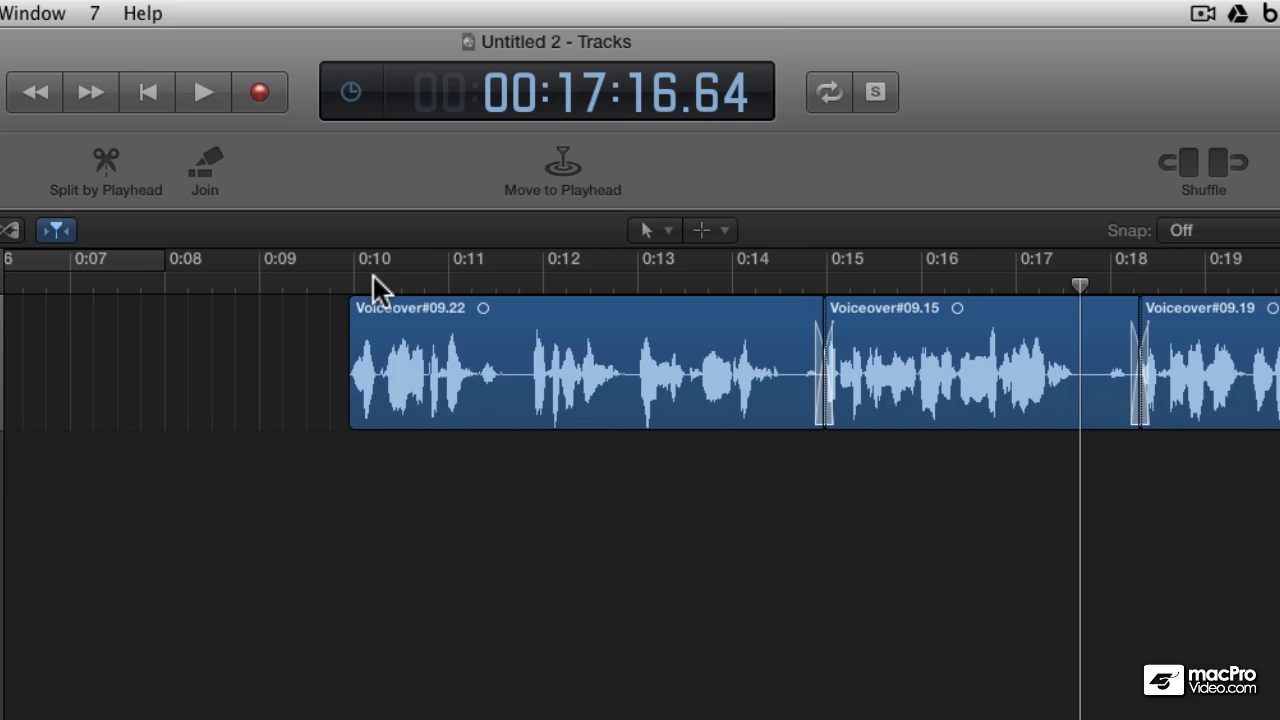 Window 7 Help
Untitled 2 - Tracks
00:00:17:16.64
S
Split by Playhead Join Move to Playhead Shuffle
Snap: Off
6 0:07 0:08 0:09 0:10 0:11 0:12 0:13 0:14 0:15 0:16 0:17 0:18 0:19
Voiceover#09.22 Voiceover#09.15 Voiceover#09.19
macPro
Video.com